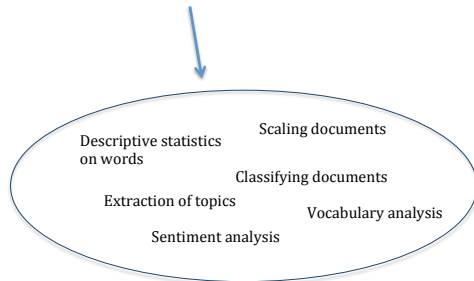 Scaling documents
Descriptive statistics
on words
Classifying documents
Extraction of topics
Vocabulary analysis
Sentiment analysis